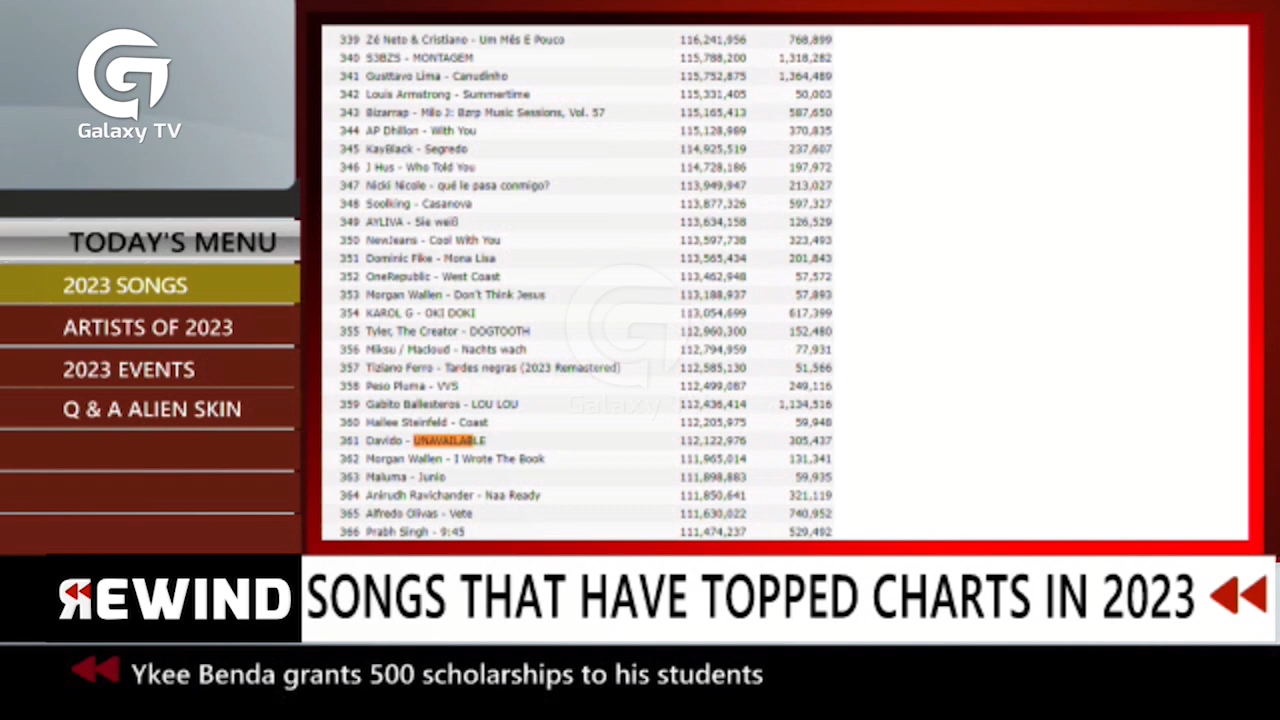 Galaxy TV
TODAY'S MENU
2023 SONGS
ARTISTS OF 2023
2023 EVENTS
Q & A ALIEN SKIN
339 Zé Neto & Cristiano - Um Mês E Pouco 116,241,956 768,899
340 S3BZS - MONTAGEM 115,788,200 1,318,282
341 Gusttavo Lima - Canudinho 115,752,875 1,364,489
342 Louis Armstrong - Summertime 115,331,405 50,003
343 Bizarrap - Milo J: Bzrp Music Sessions, Vol. 57 115,165,413 587,650
344 AP Dhillon - With You 115,128,989 370,835
345 KayBlack - Segredo 114,925,519 237,607
346 J Hus - Who Told You 114,728,186 197,972
347 Nicki Nicole - qué le pasa conmigo? 113,949,947 213,027
348 Soolking - Casanova 113,877,326 597,327
349 AYLIVA - Sie weiß 113,634,158 126,529
350 NewJeans - Cool With You 113,597,738 323,493
351 Dominic Fike - Mona Lisa 113,565,434 201,843
352 OneRepublic - West Coast 113,462,948 57,572
353 Morgan Wallen - Don't Think Jesus 113,188,937 57,893
354 KAROL G - OKI DOKI 113,054,699 617,399
355 Tyler, The Creator - DOGTOOTH 112,960,300 152,480
356 Miksu / Macloud - Nachts wach 112,794,959 77,931
357 Tiziano Ferro - Tardes negras (2023 Remastered) 112,585,130 51,566
358 Peso Pluma - VVS 112,499,087 249,116
359 Gabito Ballesteros - LOU LOU 112,436,414 1,134,516
360 Hailee Steinfeld - Coast 112,205,975 59,948
361 Davido - UNAVAILABLE 112,122,976 305,437
362 Morgan Wallen - I Wrote The Book 111,965,014 131,341
363 Maluma - Junio 111,898,883 59,935
364 Anirudh Ravichander - Naa Ready 111,850,641 321,119
365 Alfredo Olivas - Vete 111,630,022 740,952
366 Prabh Singh - 9:45 111,474,237 529,492
Galaxy
REWIND
SONGS THAT HAVE TOPPED CHARTS IN 2023
Ykee Benda grants 500 scholarships to his students